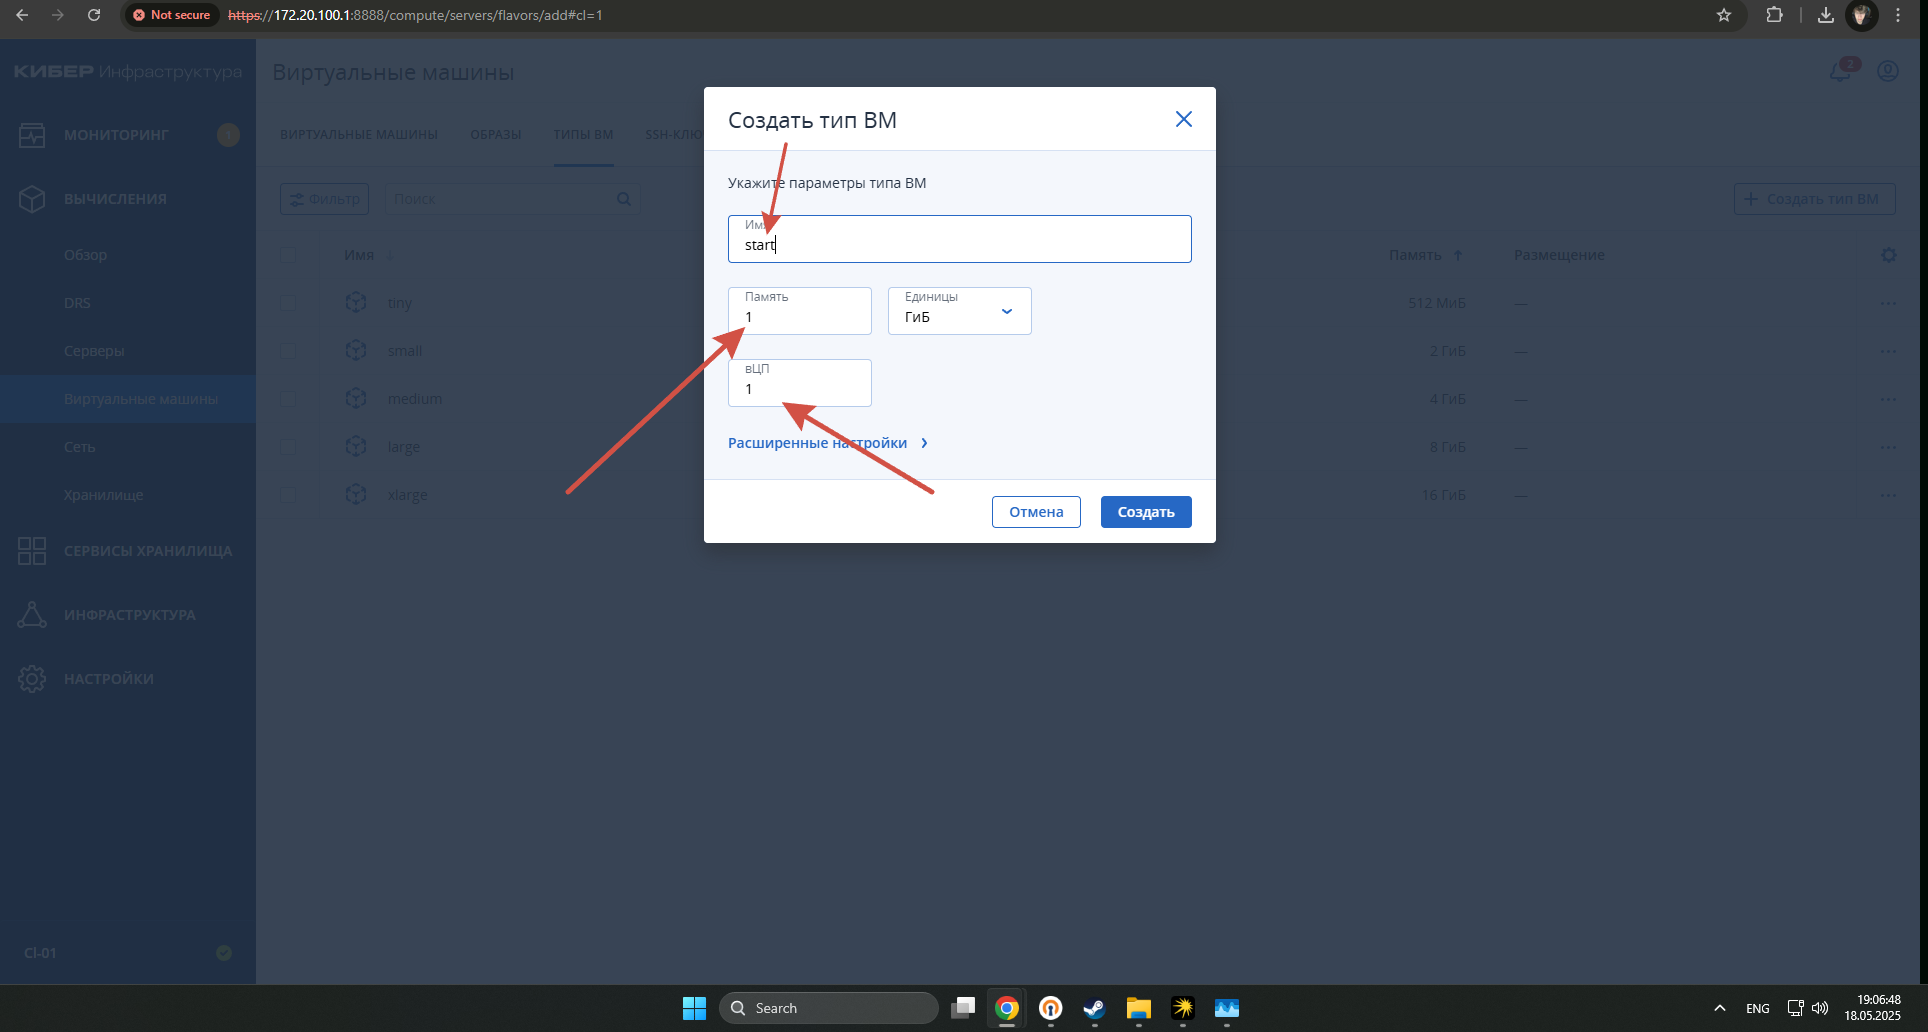 Not secure
https://172.20.100.1:8888/compute/servers/flavors/add#cl=1
КИБЕР Инфраструктура
Виртуальные машины
2
МОНИТОРИНГ
1
ВИРТУАЛЬНЫЕ МАШИНЫ
ОБРАЗЫ
ТИПЫ ВМ
SSH-КЛЮ
ВЫЧИСЛЕНИЯ
Фильтр
Поиск
Создать тип ВМ
Обзор
DRS
Серверы
Виртуальные машины
Сеть
Хранилище
СЕРВИСЫ ХРАНИЛИЩА
ИНФРАСТРУКТУРА
НАСТРОЙКИ
Cl-01
Имя
Память
Размещение
tiny
512 МиБ
—
small
2 ГиБ
—
medium
4 ГиБ
—
large
8 ГиБ
—
xlarge
16 ГиБ
—
Создать тип ВМ
Укажите параметры типа ВМ
Имя
start
Память
1
Единицы
ГиБ
вЦП
1
Расширенные настройки
Отмена
Создать
Search
ENG
19:06:48
18.05.2025